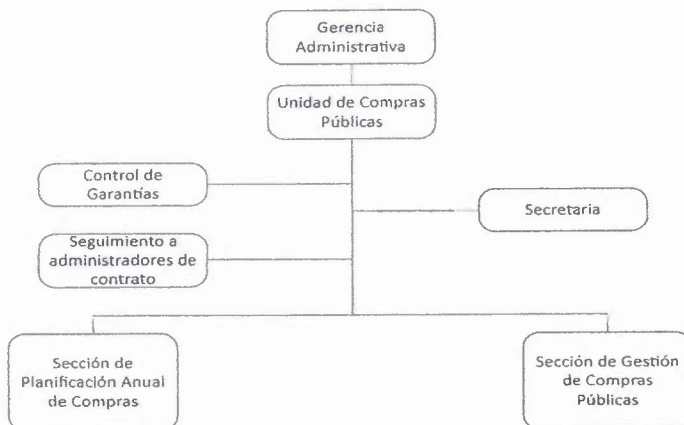 Gerencia
Administrativa
Unidad de Compras
Públicas
Control de
Garantías
Secretaria
Seguimiento a
administradores de
contrato
Sección de
Planificación Anual
de Compras
Sección de Gestión
de Compras
Públicas